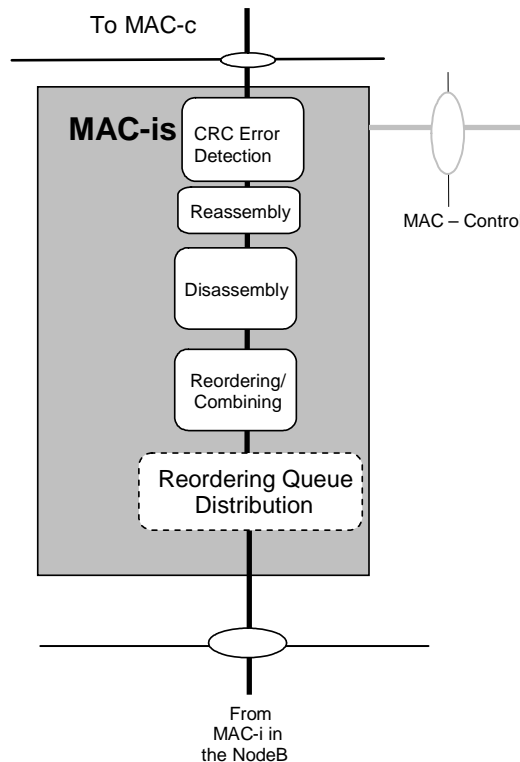 To MAC-c
MAC-is
CRC Error
Detection
Reassembly
MAC – Control
Disassembly
Reordering/
Combining
Reordering Queue
Distribution
From
MAC-i in
the NodeB